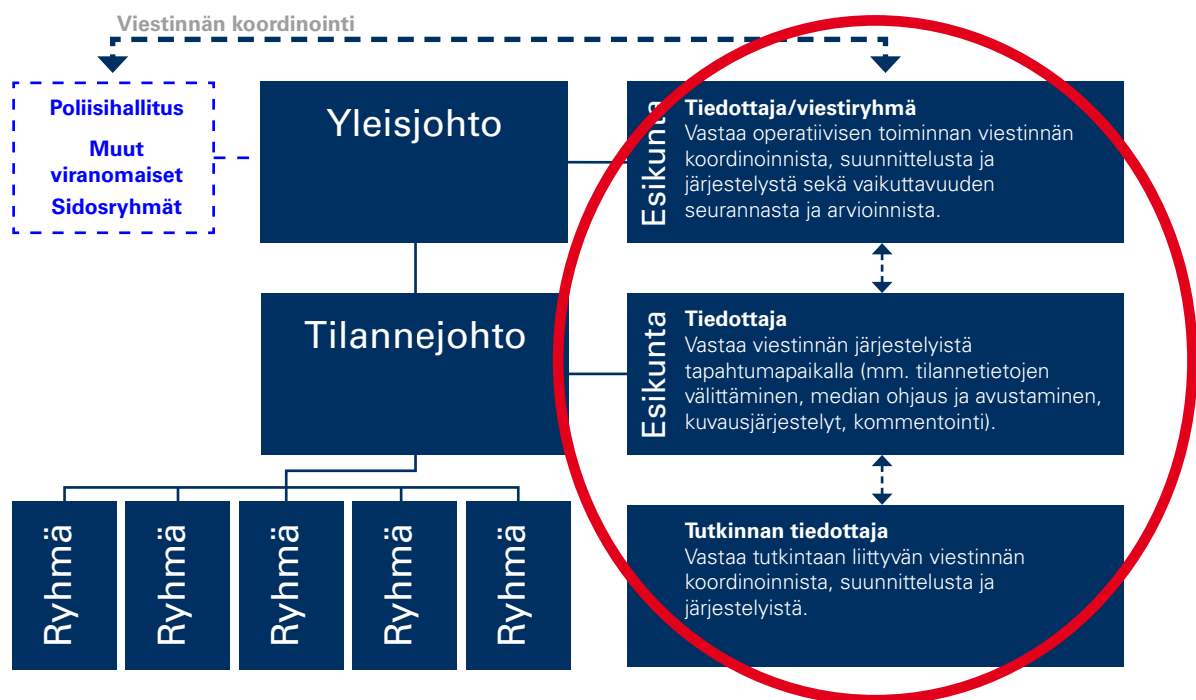 Viestinnän koordinointi
Poliisihallitus
Muut
viranomaiset
Sidosryhmät
Yleisjohto
Esikunta
Tiedottaja/viestiryhmä
Vastaa operatiivisen toiminnan viestinnän
koordinoinnista, suunnittelusta ja
järjestelystä sekä vaikuttavuuden
seurannasta ja arvioinnista.
Tilannejohto
Esikunta
Tiedottaja
Vastaa viestinnän järjestelyistä
tapahtumapaikalla (mm. tilannetietojen
välittäminen, median ohjaus ja avustaminen,
kuvausjärjestelyt, kommentointi).
Ryhmä
Ryhmä
Ryhmä
Ryhmä
Ryhmä
Tutkinnan tiedottaja
Vastaa tutkintaan liittyvän viestinnän
koordinoinnista, suunnittelusta ja
järjestelyistä.